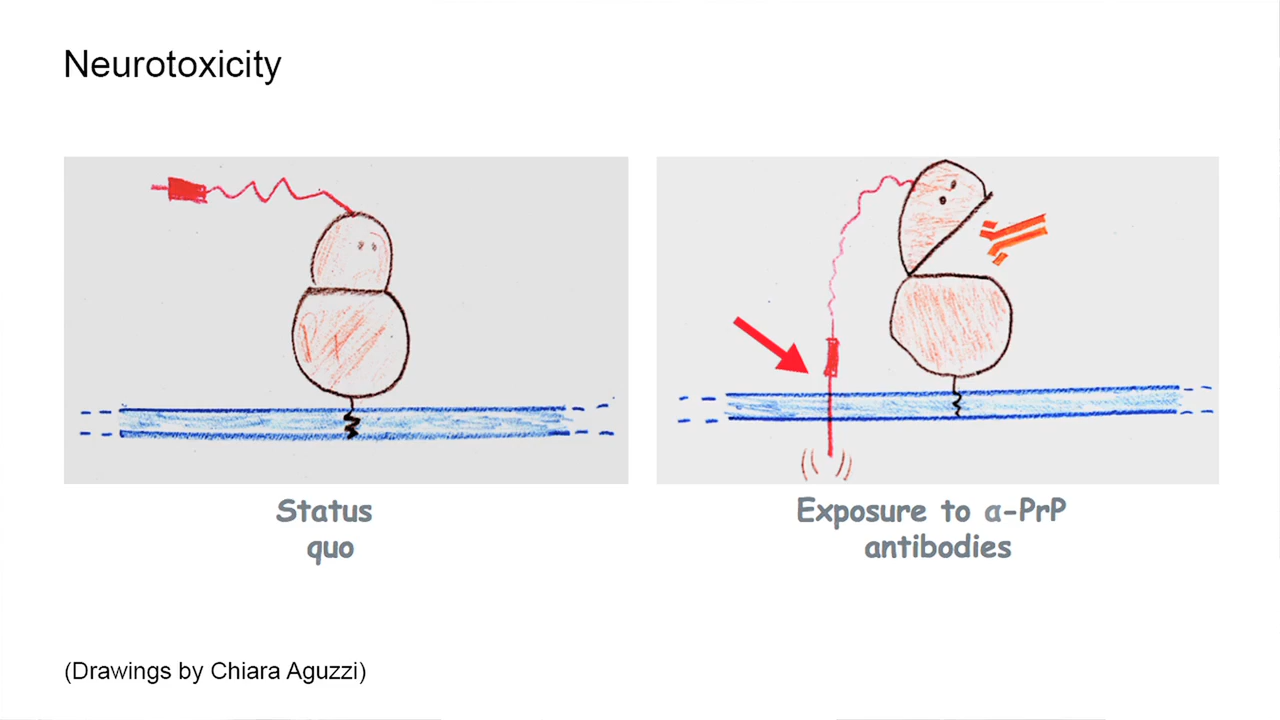 Neurotoxicity
Status
quo
Exposure to α-PrP
antibodies
(Drawings by Chiara Aguzzi)